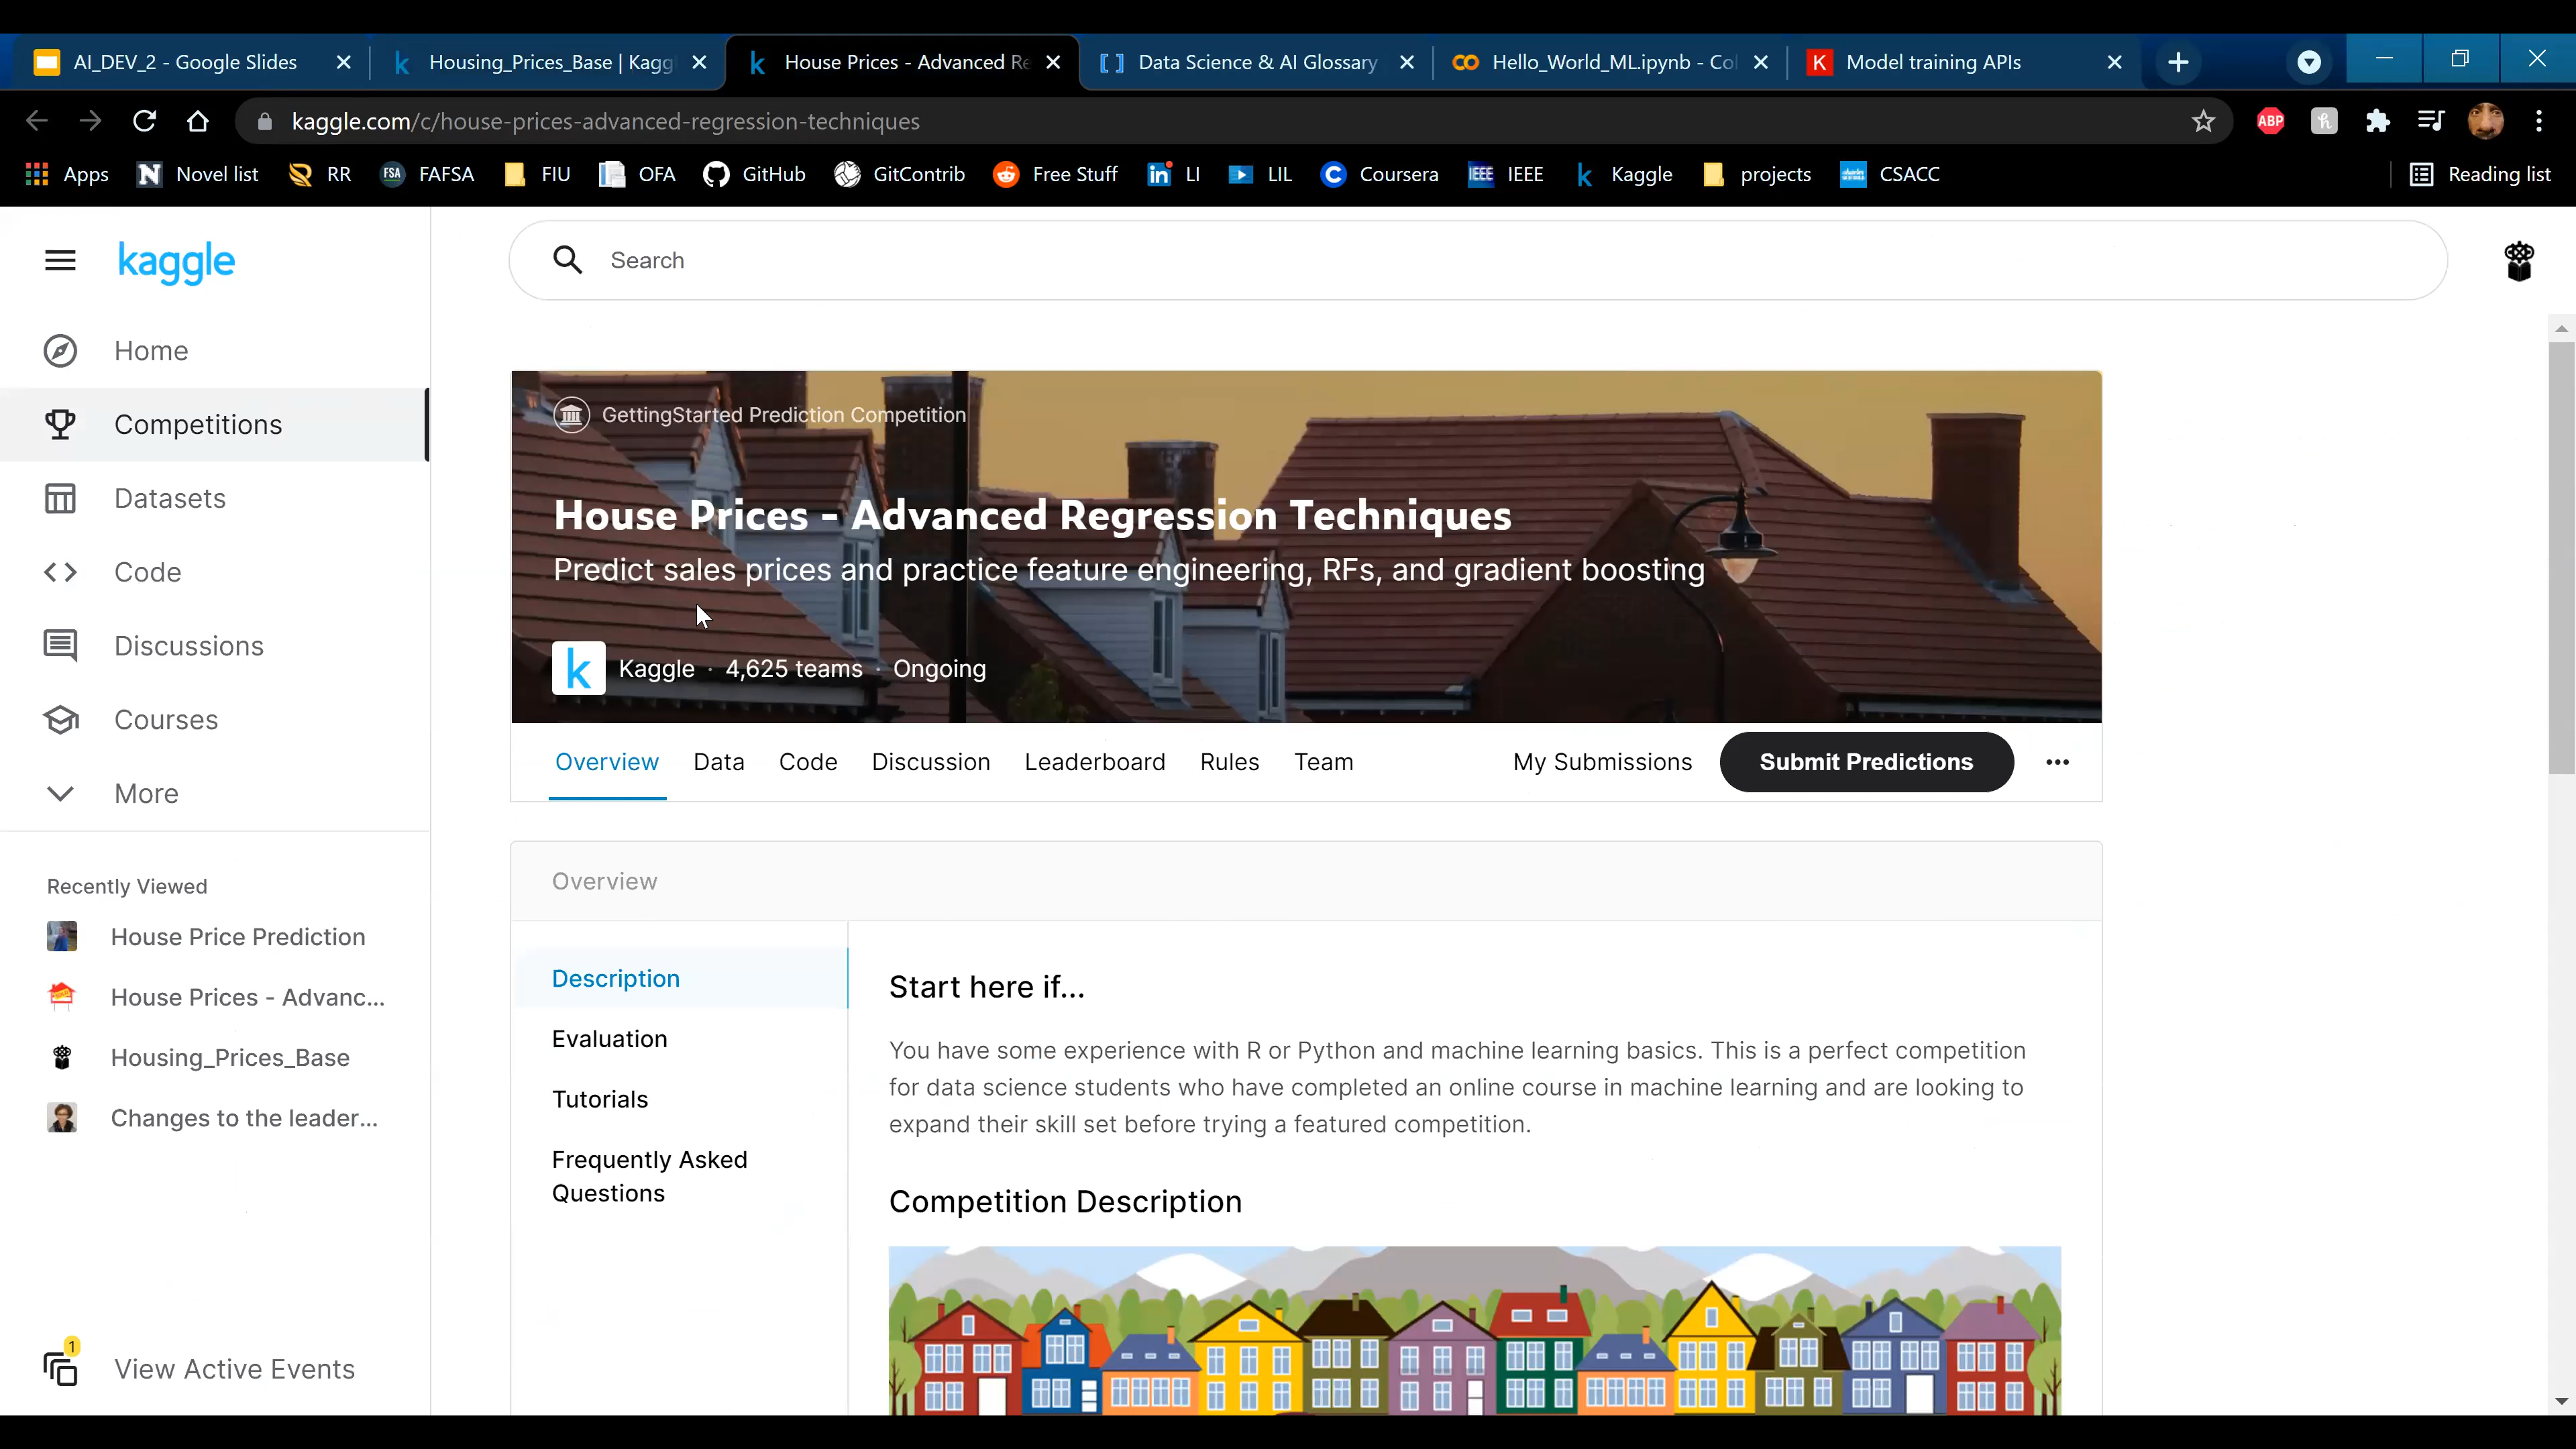 AI_DEV_2 - Google Slides
Housing_Prices_Base | Kagg
House Prices - Advanced Re
Data Science & AI Glossary
Hello_World_ML.ipynb - Col
K Model training APIs
kaggle.com/c/house-prices-advanced-regression-techniques
ABP
Apps
Novel list
RR
FSA FAFSA
FIU
OFA
GitHub
GitContrib
Free Stuff
in LI
LIL
Coursera
IEEE IEEE
Kaggle
projects
CSACC
Reading list
kaggle
Search
Home
Competitions
Datasets
Code
Discussions
Courses
More
Recently Viewed
House Price Prediction
House Prices - Advanc...
Housing_Prices_Base
Changes to the leader...
1
View Active Events
GettingStarted Prediction Competition
House Prices - Advanced Regression Techniques
Predict sales prices and practice feature engineering, RFs, and gradient boosting
k Kaggle · 4,625 teams · Ongoing
Overview Data Code Discussion Leaderboard Rules Team My Submissions Submit Predictions
Overview
Description
Evaluation
Tutorials
Frequently Asked
Questions
Start here if...
You have some experience with R or Python and machine learning basics. This is a perfect competition
for data science students who have completed an online course in machine learning and are looking to
expand their skill set before trying a featured competition.
Competition Description